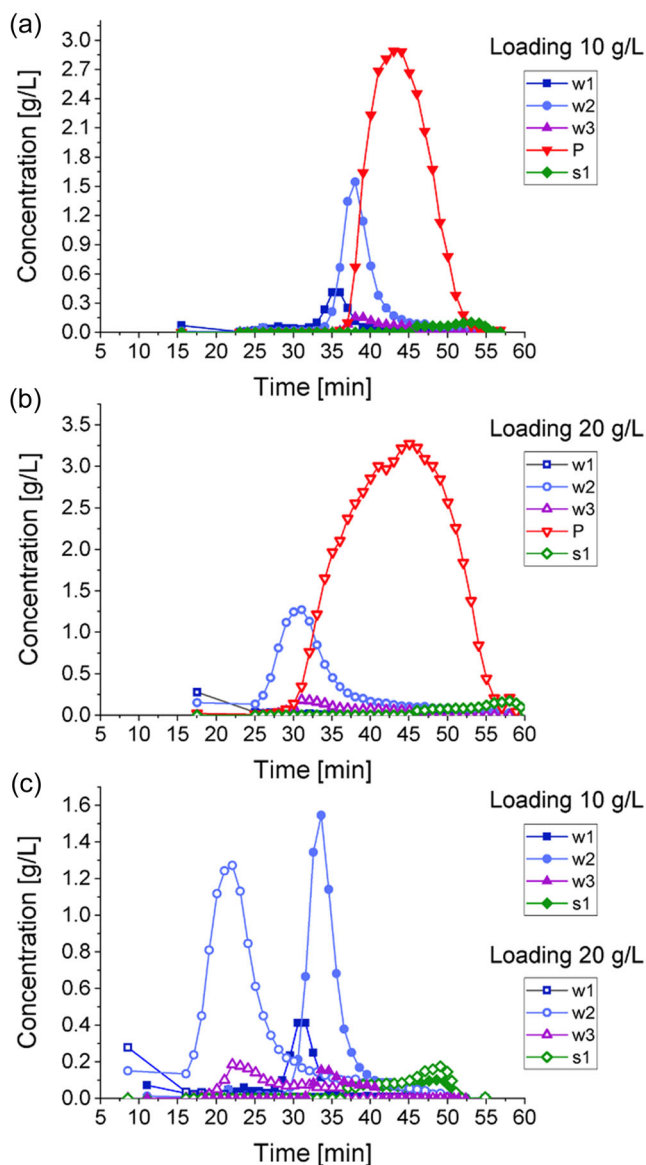 (a)
Concentration [g/L]
3.0
2.7
2.4
2.1
1.8
1.5
1.2
0.9
0.6
0.3
0.0
5 10 15 20 25 30 35 40 45 50 55 60
Time [min]
Loading 10 g/L
w1
w2
w3
P
s1
(b)
Concentration [g/L]
3.5
3.0
2.5
2.0
1.5
1.0
0.5
0.0
5 10 15 20 25 30 35 40 45 50 55 60
Time [min]
Loading 20 g/L
w1
w2
w3
P
s1
(c)
Concentration [g/L]
1.6
1.4
1.2
1.0
0.8
0.6
0.4
0.2
0.0
5 10 15 20 25 30 35 40 45 50 55 60
Time [min]
Loading 10 g/L
w1
w2
w3
s1
Loading 20 g/L
w1
w2
w3
s1